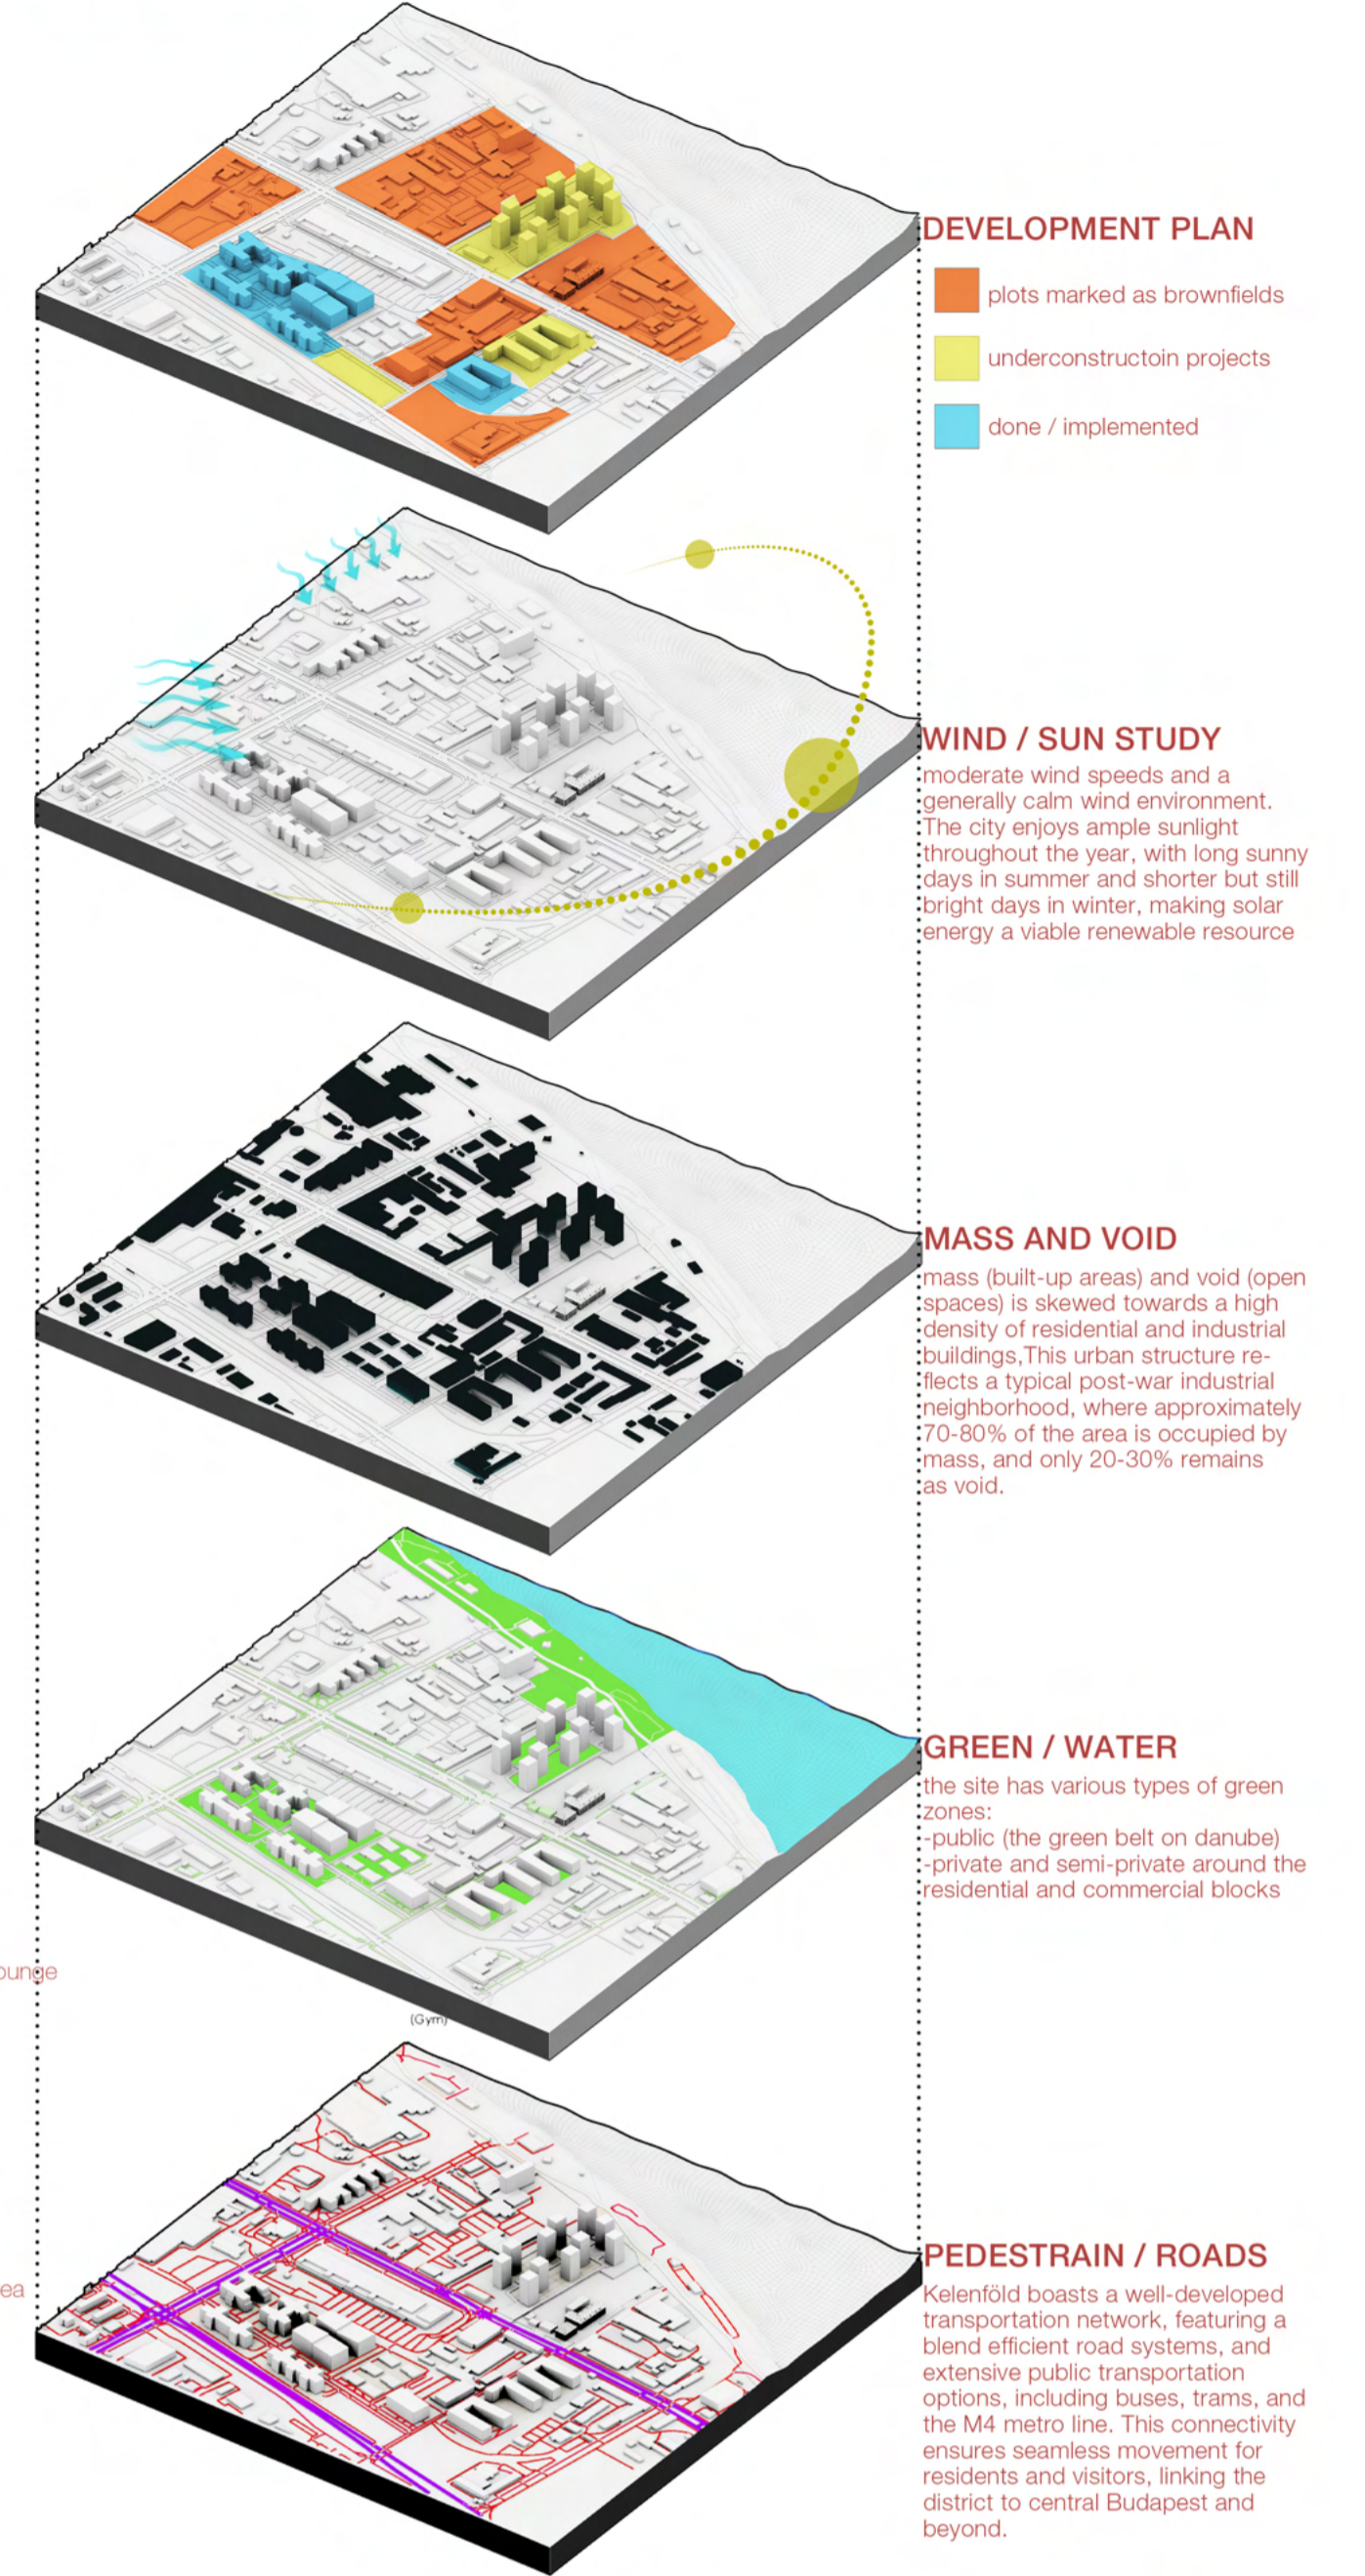 DEVELOPMENT PLAN
plots marked as brownfields
underconstructoin projects
done / implemented
WIND / SUN STUDY
moderate wind speeds and a
generally calm wind environment.
The city enjoys ample sunlight
throughout the year, with long sunny
days in summer and shorter but still
bright days in winter, making solar
energy a viable renewable resource
MASS AND VOID
mass (built-up areas) and void (open
spaces) is skewed towards a high
density of residential and industrial
buildings,This urban structure re-
flects a typical post-war industrial
neighborhood, where approximately
70-80% of the area is occupied by
mass, and only 20-30% remains
as void.
GREEN / WATER
the site has various types of green
zones:
-public (the green belt on danube)
-private and semi-private around the
residential and commercial blocks
ounge
(Gym)
PEDESTRAIN / ROADS
ea
Kelenföld boasts a well-developed
transportation network, featuring a
blend efficient road systems, and
extensive public transportation
options, including buses, trams, and
the M4 metro line. This connectivity
ensures seamless movement for
residents and visitors, linking the
district to central Budapest and
beyond.